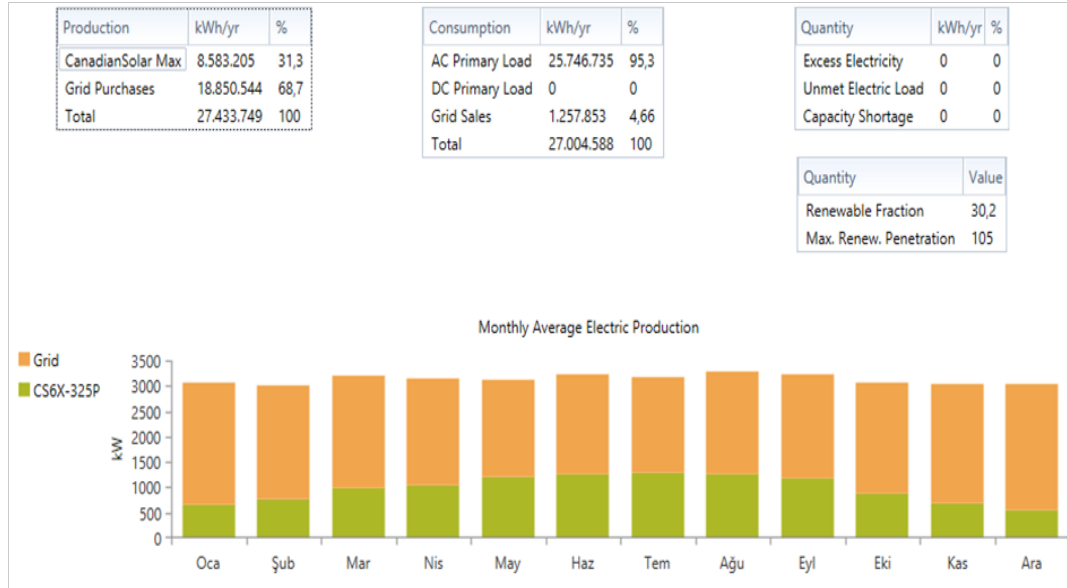 Production kWh/yr %
CanadianSolar Max 8.583.205 31,3
Grid Purchases 18.850.544 68,7
Total 27.433.749 100
Consumption kWh/yr %
AC Primary Load 25.746.735 95,3
DC Primary Load 0 0
Grid Sales 1.257.853 4,66
Total 27.004.588 100
Quantity kWh/yr %
Excess Electricity 0 0
Unmet Electric Load 0 0
Capacity Shortage 0 0
Quantity Value
Renewable Fraction 30,2
Max. Renew. Penetration 105
Monthly Average Electric Production
Grid
CS6X-325P
kW
3500
3000
2500
2000
1500
1000
500
0
Oca Şub Mar Nis May Haz Tem Ağu Eyl Eki Kas Ara